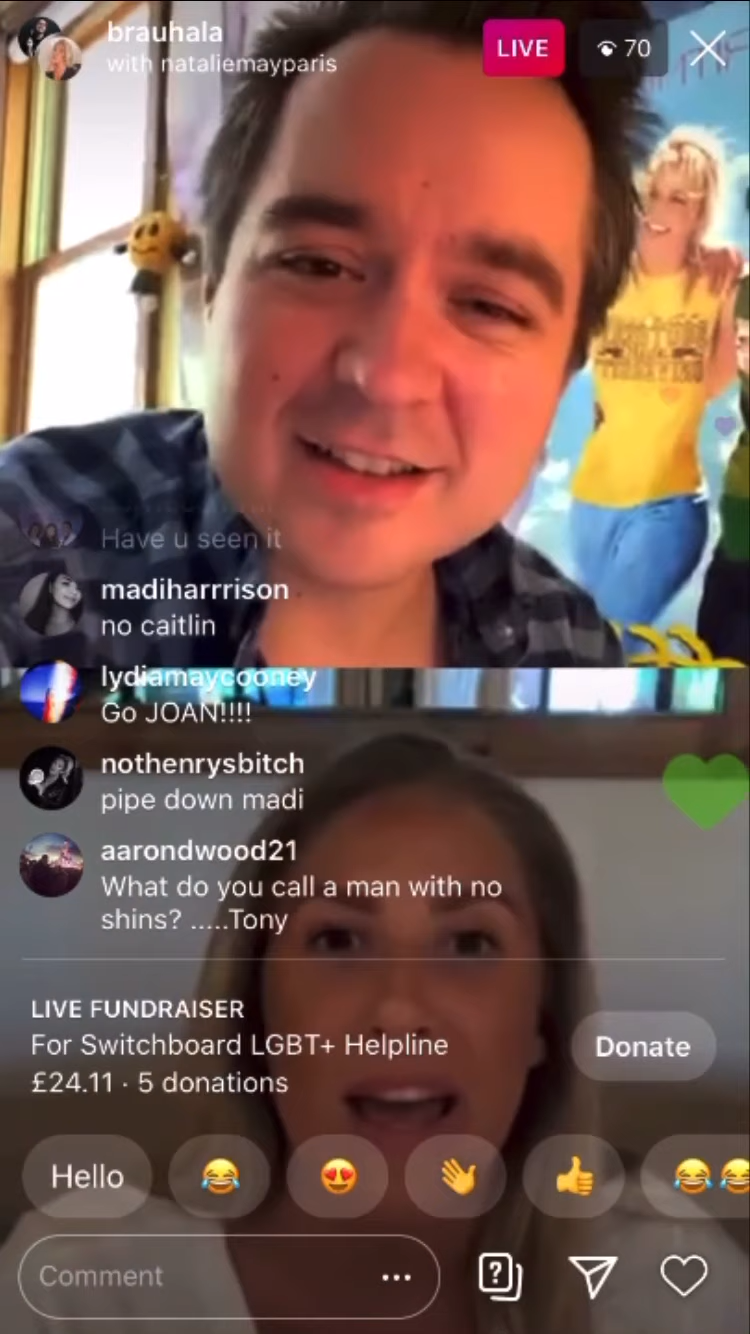 brauhala
with nataliemayparis
LIVE
70
Have u seen it
madiharrrison
no caitlin
lydiamaycooney
Go JOAN!!!!
nothenrysbitch
pipe down madi
aarondwood21
What do you call a man with no
shins? .....Tony
LIVE FUNDRAISER
For Switchboard LGBT+ Helpline
£24.11 · 5 donations
Donate
Hello
Comment